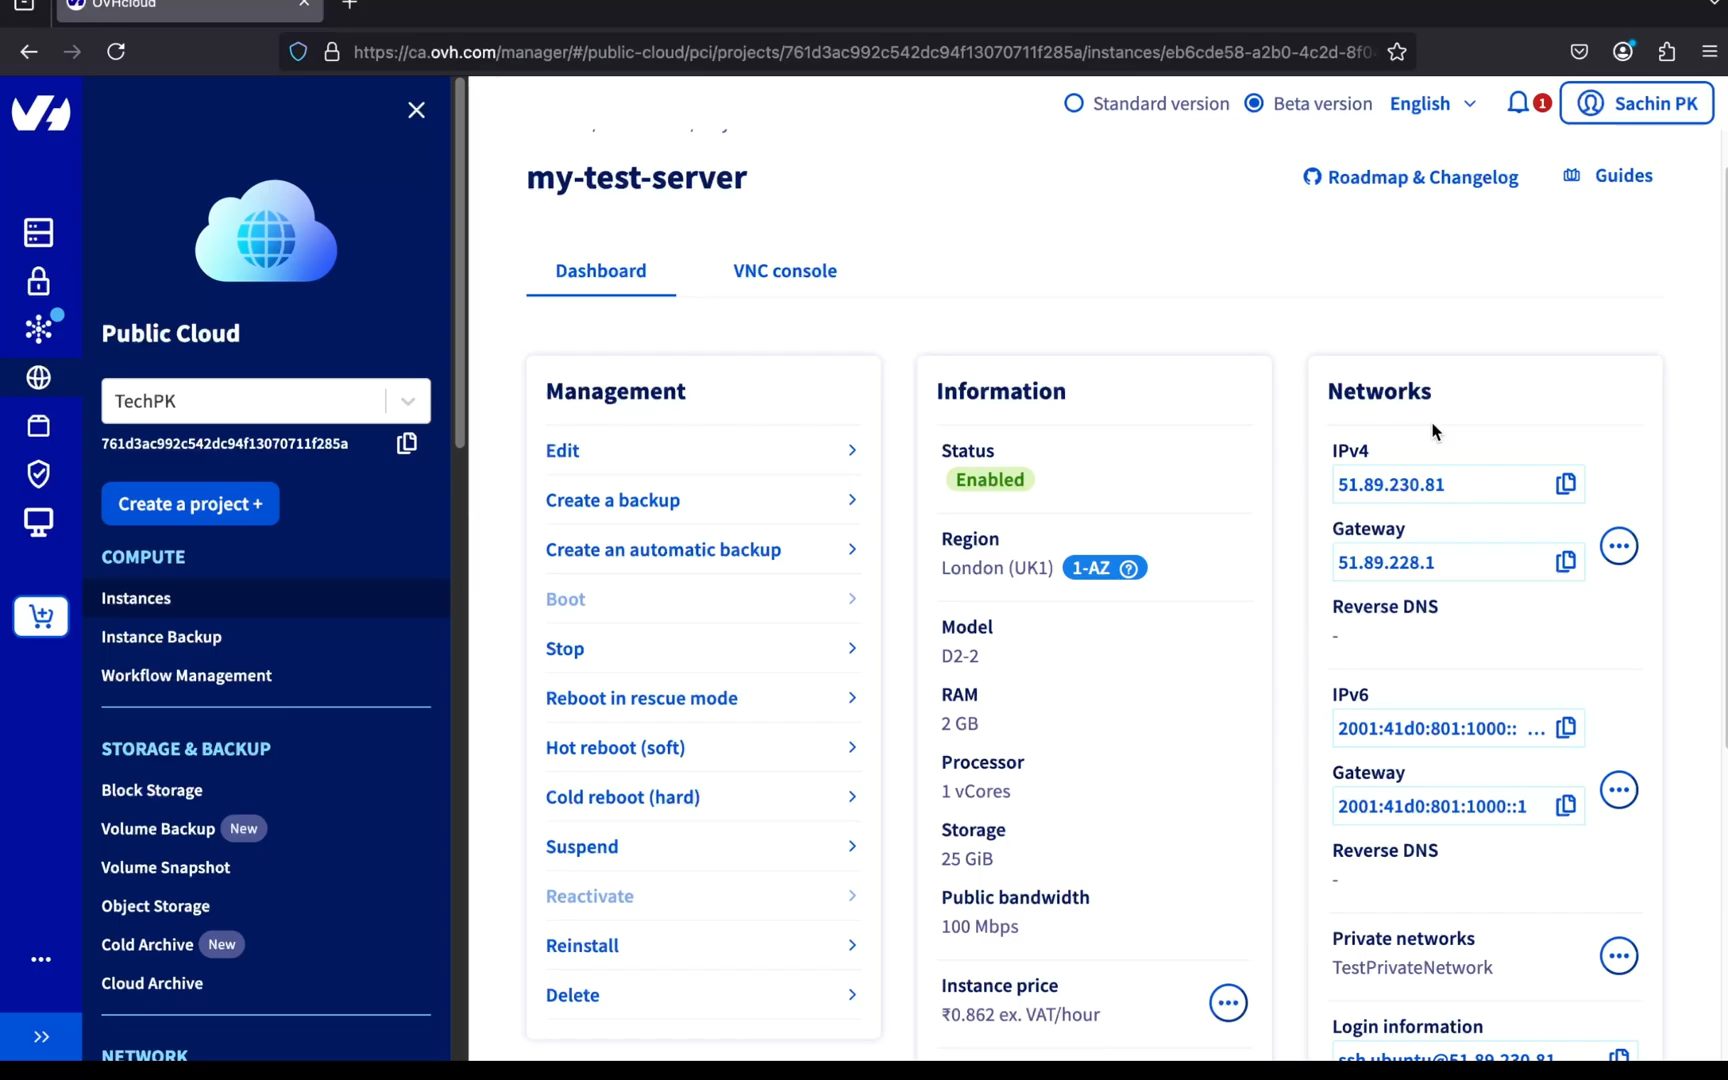 OVHcloud
https://ca.ovh.com/manager/#/public-cloud/pci/projects/761d3ac992c542dc94f13070711f285a/instances/eb6cde58-a2b0-4c2d-8f0
Standard version
Beta version
English
1
Sachin PK
my-test-server
Roadmap & Changelog
Guides
Dashboard
VNC console
Public Cloud
TechPK
761d3ac992c542dc94f13070711f285a
Create a project +
COMPUTE
Instances
Instance Backup
Workflow Management
STORAGE & BACKUP
Block Storage
Volume Backup New
Volume Snapshot
Object Storage
Cold Archive New
Cloud Archive
NETWORK
Management
Edit
Create a backup
Create an automatic backup
Boot
Stop
Reboot in rescue mode
Hot reboot (soft)
Cold reboot (hard)
Suspend
Reactivate
Reinstall
Delete
Information
Status
Enabled
Region
London (UK1) 1-AZ ?
Model
D2-2
RAM
2 GB
Processor
1 vCores
Storage
25 GiB
Public bandwidth
100 Mbps
Instance price
₹0.862 ex. VAT/hour
Networks
IPv4
51.89.230.81
Gateway
51.89.228.1
Reverse DNS
-
IPv6
2001:41d0:801:1000:: ...
Gateway
2001:41d0:801:1000::1
Reverse DNS
-
Private networks
TestPrivateNetwork
Login information
ssh ubuntu@51.89.230.81